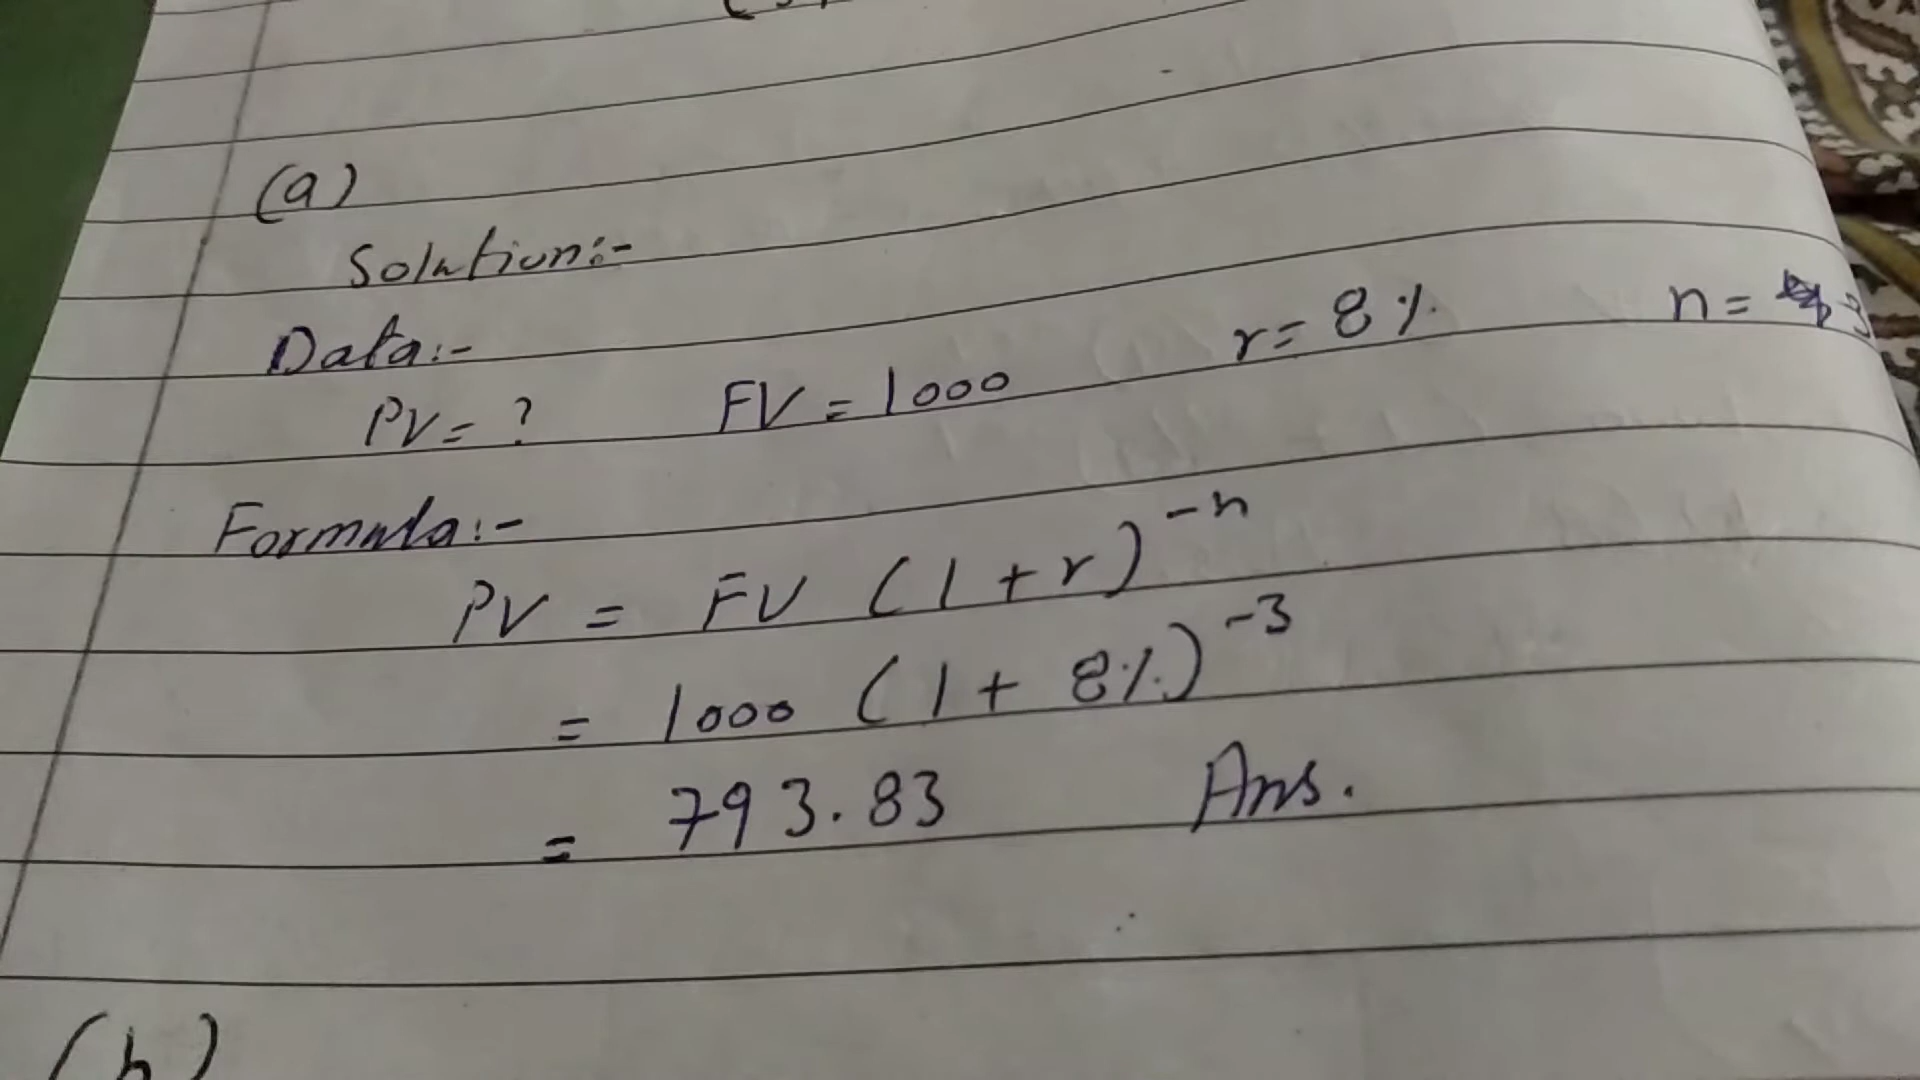 (a)
Solution:-
Data:-
PV = ? FV = 1000 r = 8% n = 3
Formula:-
PV = FV (1 + r)^-n
= 1000 (1 + 8%)^-3
= 793.83 Ans.
(b)